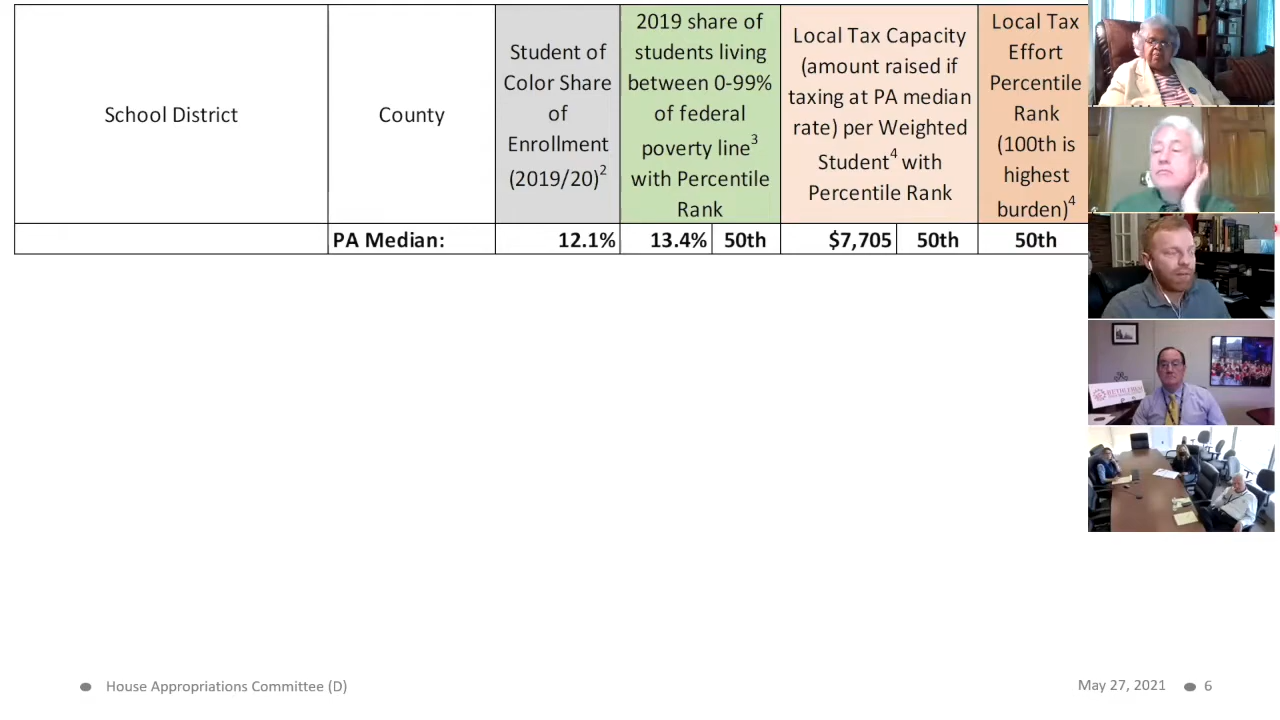 School District
County
Student of
Color Share
of
Enrollment
(2019/20)2
2019 share of
students living
between 0-99%
of federal
poverty line3
with Percentile
Rank
Local Tax Capacity
(amount raised if
taxing at PA median
rate) per Weighted
Student4 with
Percentile Rank
Local Tax
Effort
Percentile
Rank
(100th is
highest
burden)4
PA Median: 12.1% 13.4% 50th $7,705 50th 50th
BETHLEHEM
House Appropriations Committee (D)
May 27, 2021 6